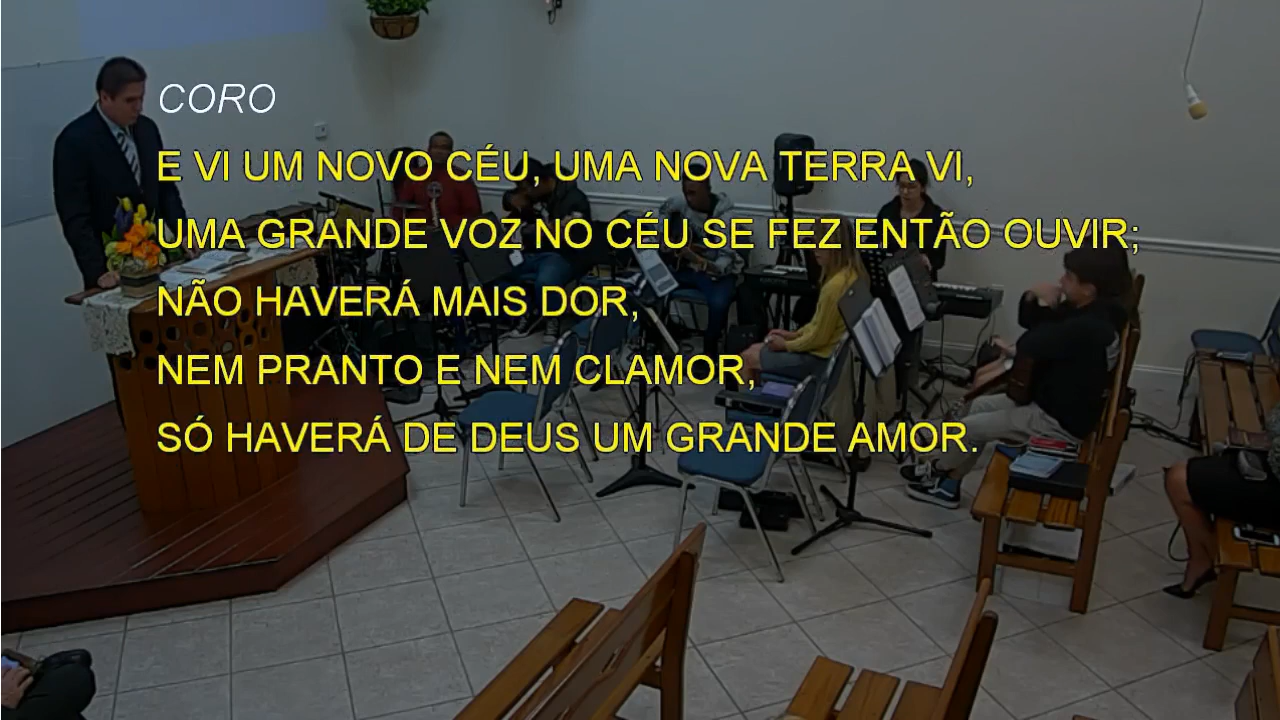 CORO
E VI UM NOVO CÉU, UMA NOVA TERRA VI,
UMA GRANDE VOZ NO CÉU SE FEZ ENTÃO OUVIR;
NÃO HAVERÁ MAIS DOR,
NEM PRANTO E NEM CLAMOR,
SÓ HAVERÁ DE DEUS UM GRANDE AMOR.